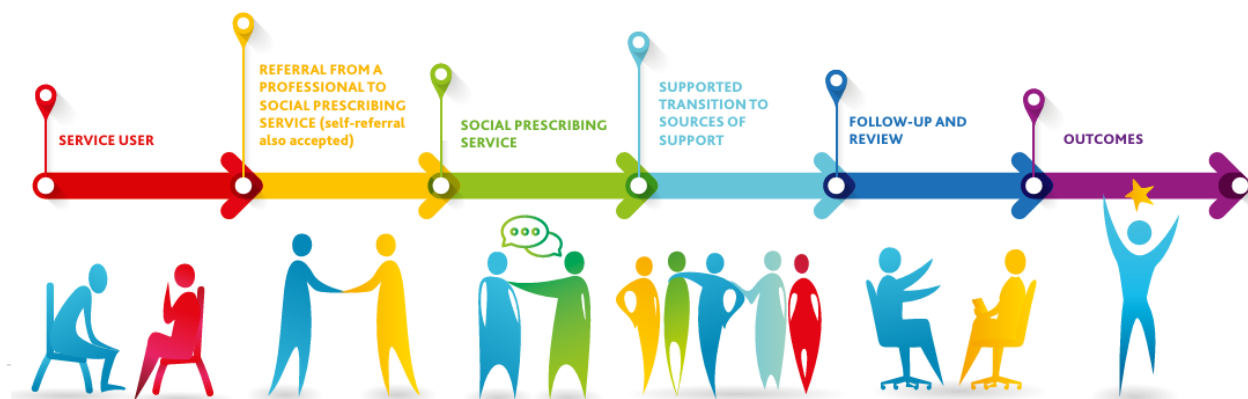 SERVICE USER
REFERRAL FROM A
PROFESSIONAL TO
SOCIAL PRESCRIBING
SERVICE (self-referral
also accepted)
SOCIAL PRESCRIBING
SERVICE
SUPPORTED
TRANSITION TO
SOURCES OF
SUPPORT
FOLLOW-UP AND
REVIEW
OUTCOMES